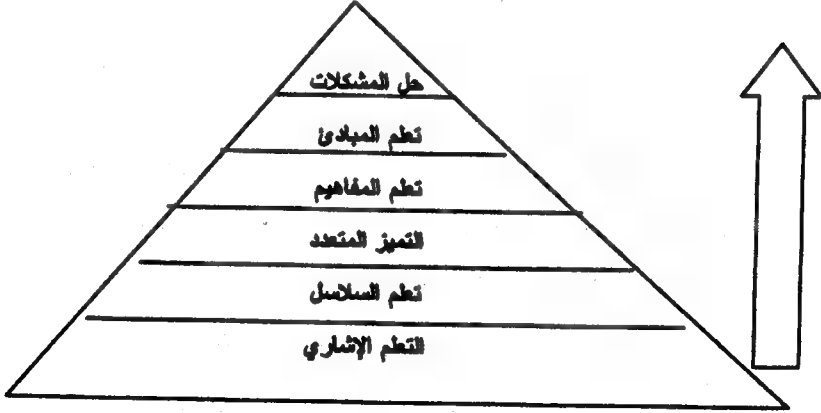 حل المشكلات
تعلم المبادئ
تعلم المفاهيم
التميز المتعدد
تعلم السلاسل
التعلم الإشاري